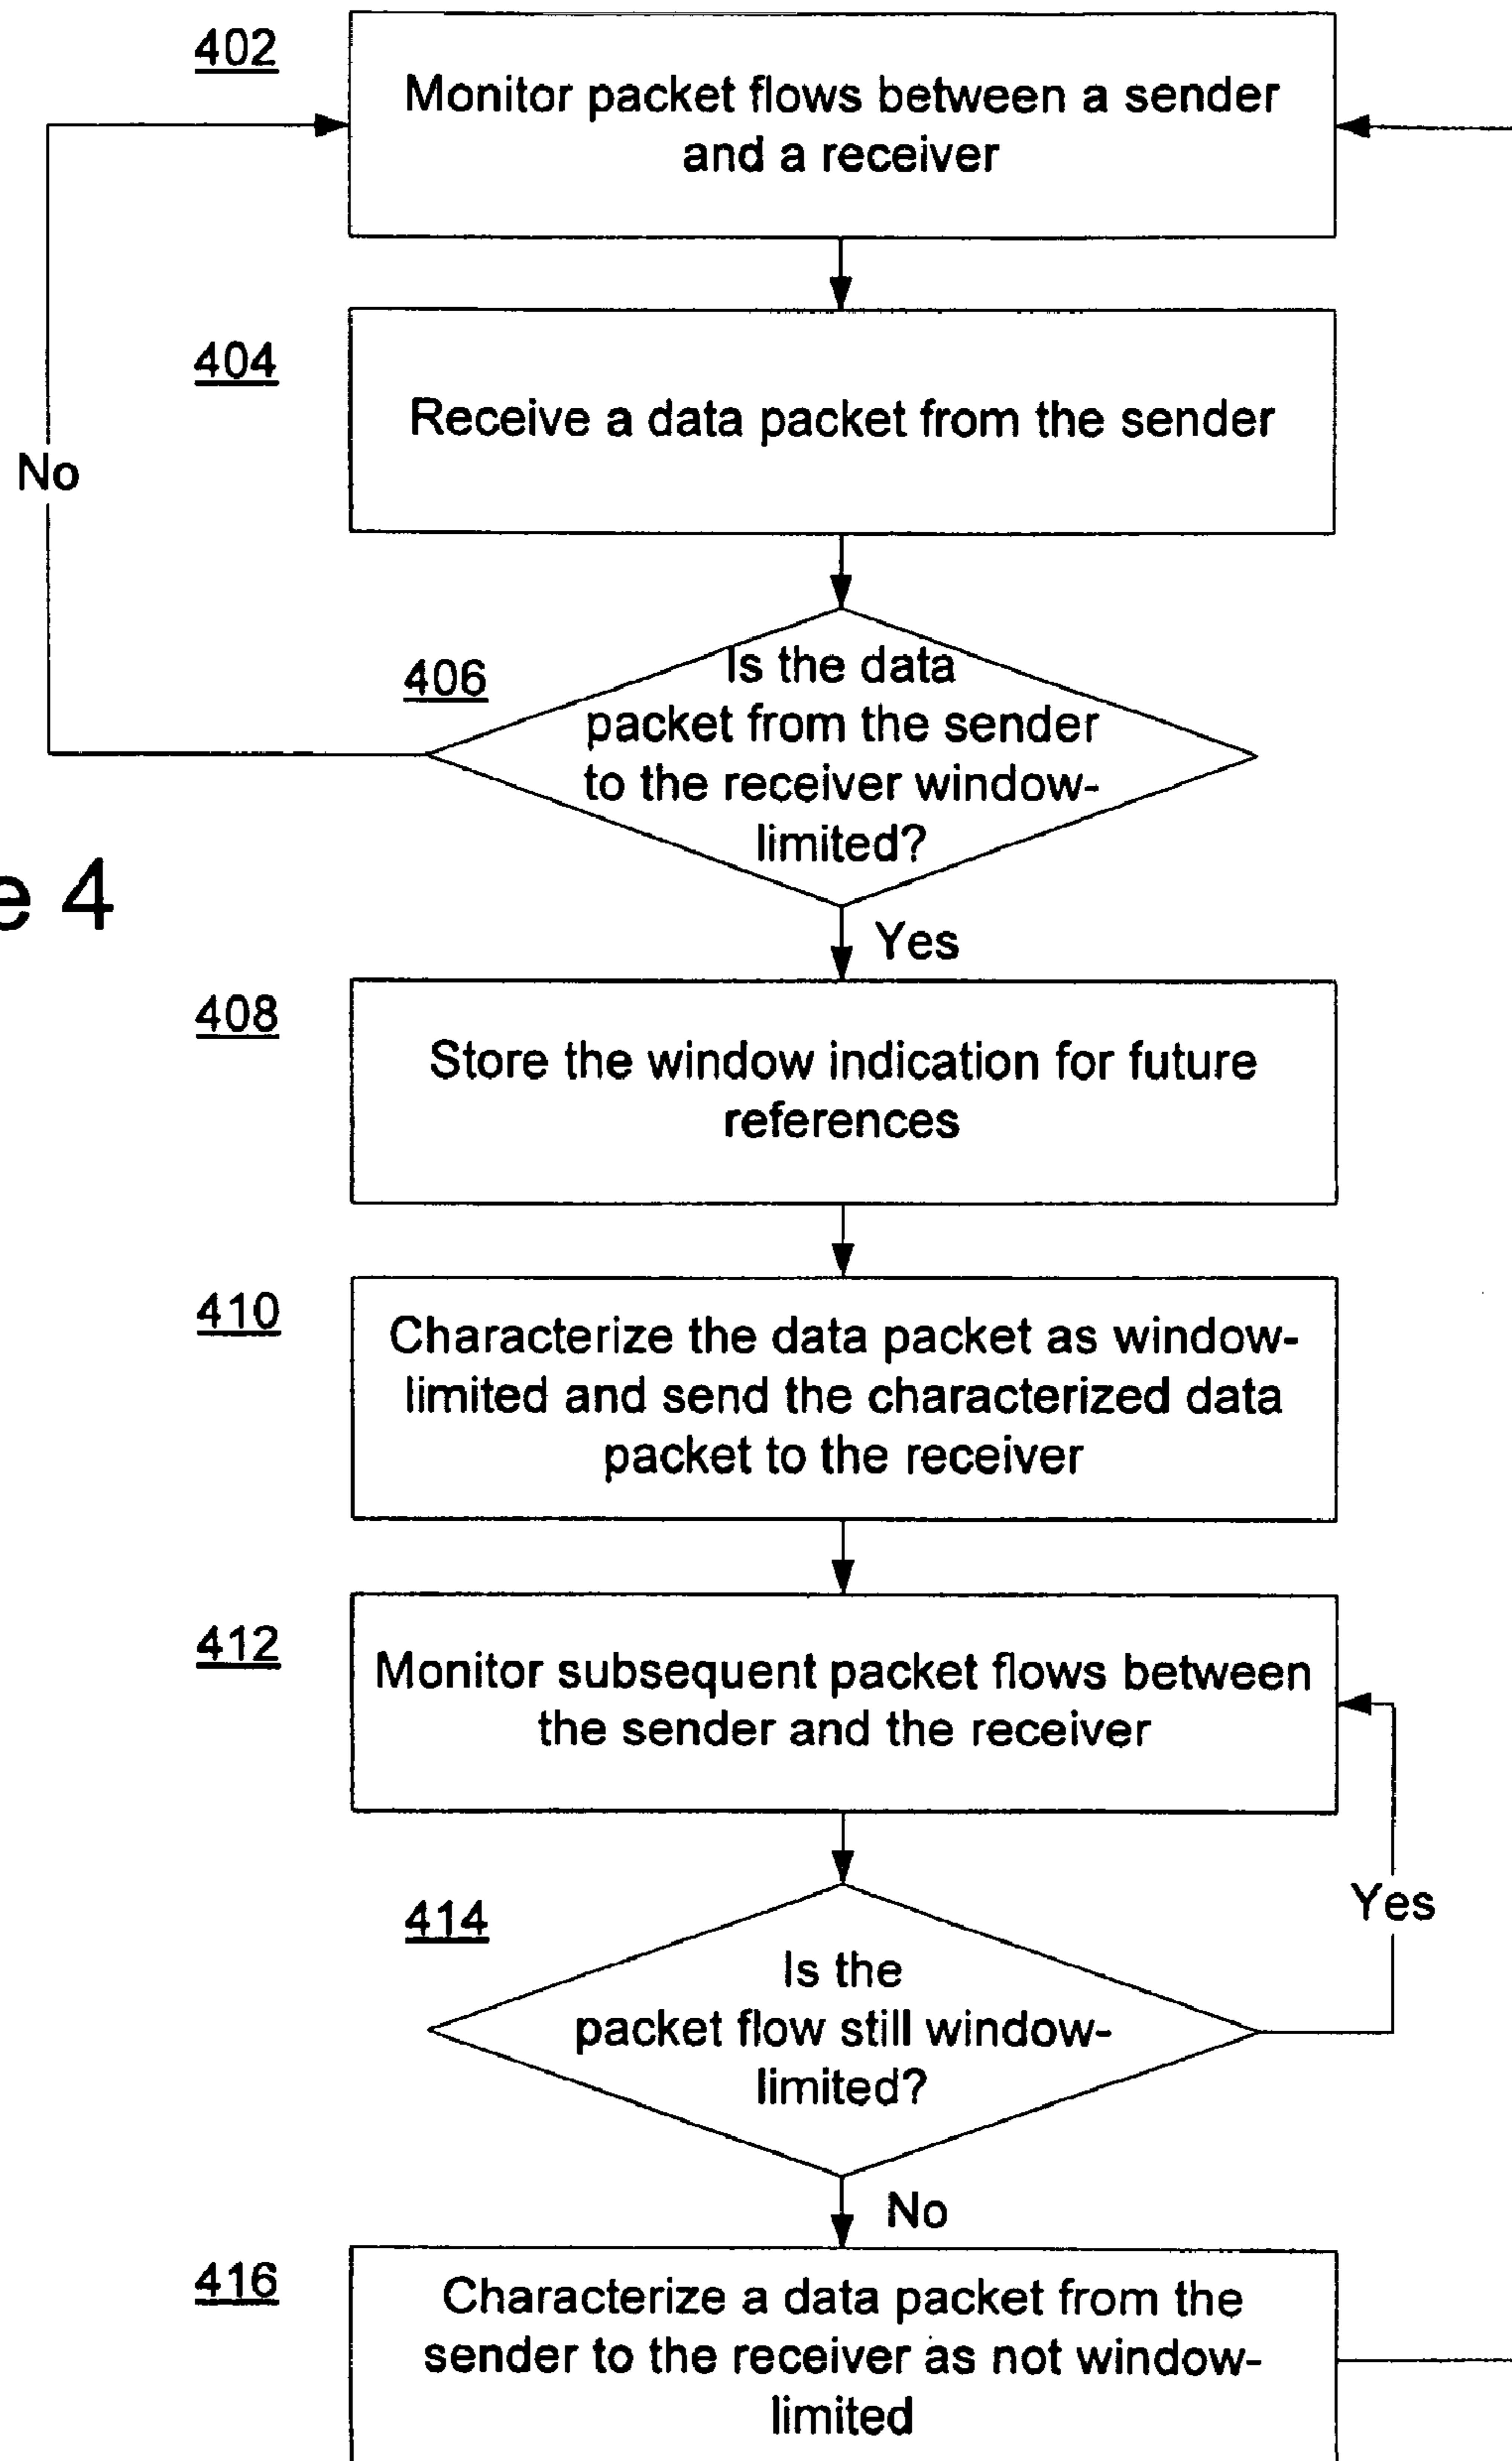 402
Monitor packet flows between a sender
and a receiver
404
Receive a data packet from the sender
No
406
Is the data
packet from the sender
to the receiver window-
limited?
e 4
Yes
408
Store the window indication for future
references
410
Characterize the data packet as window-
limited and send the characterized data
packet to the receiver
412
Monitor subsequent packet flows between
the sender and the receiver
Yes
414
Is the
packet flow still window-
limited?
No
416
Characterize a data packet from the
sender to the receiver as not window-
limited